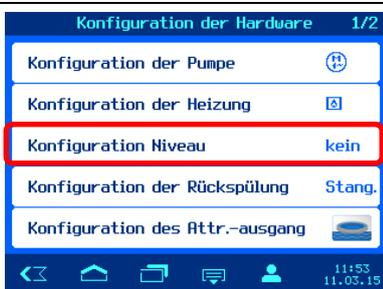 Konfiguration der Hardware 1/2
Konfiguration der Pumpe
Konfiguration der Heizung
Konfiguration Niveau kein
Konfiguration der Rückspülung Stang.
Konfiguration des Attr.-ausgang
11:53
11.03.15